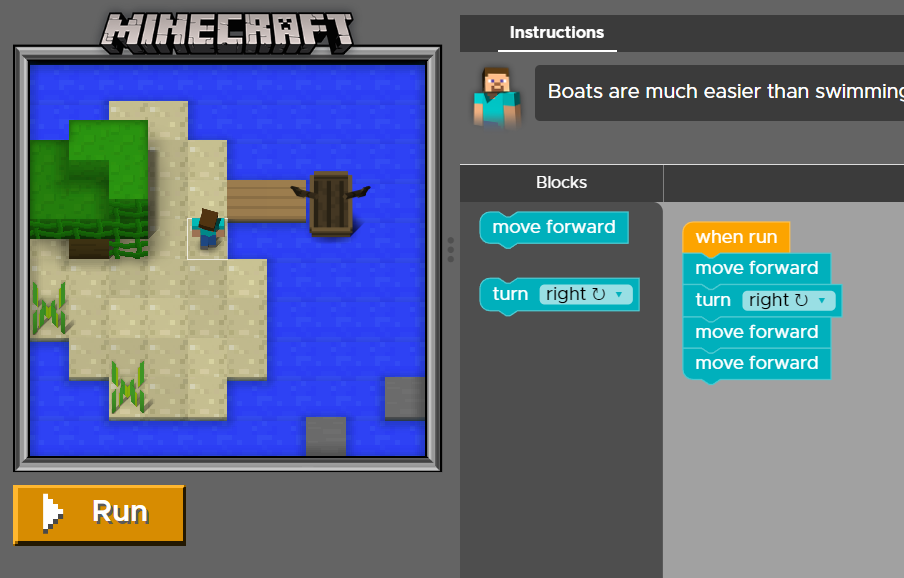 MINECRAFT
Instructions
Boats are much easier than swimming
Blocks
move forward
turn right ↻ ▼
when run
move forward
turn right ↻ ▼
move forward
move forward
Run